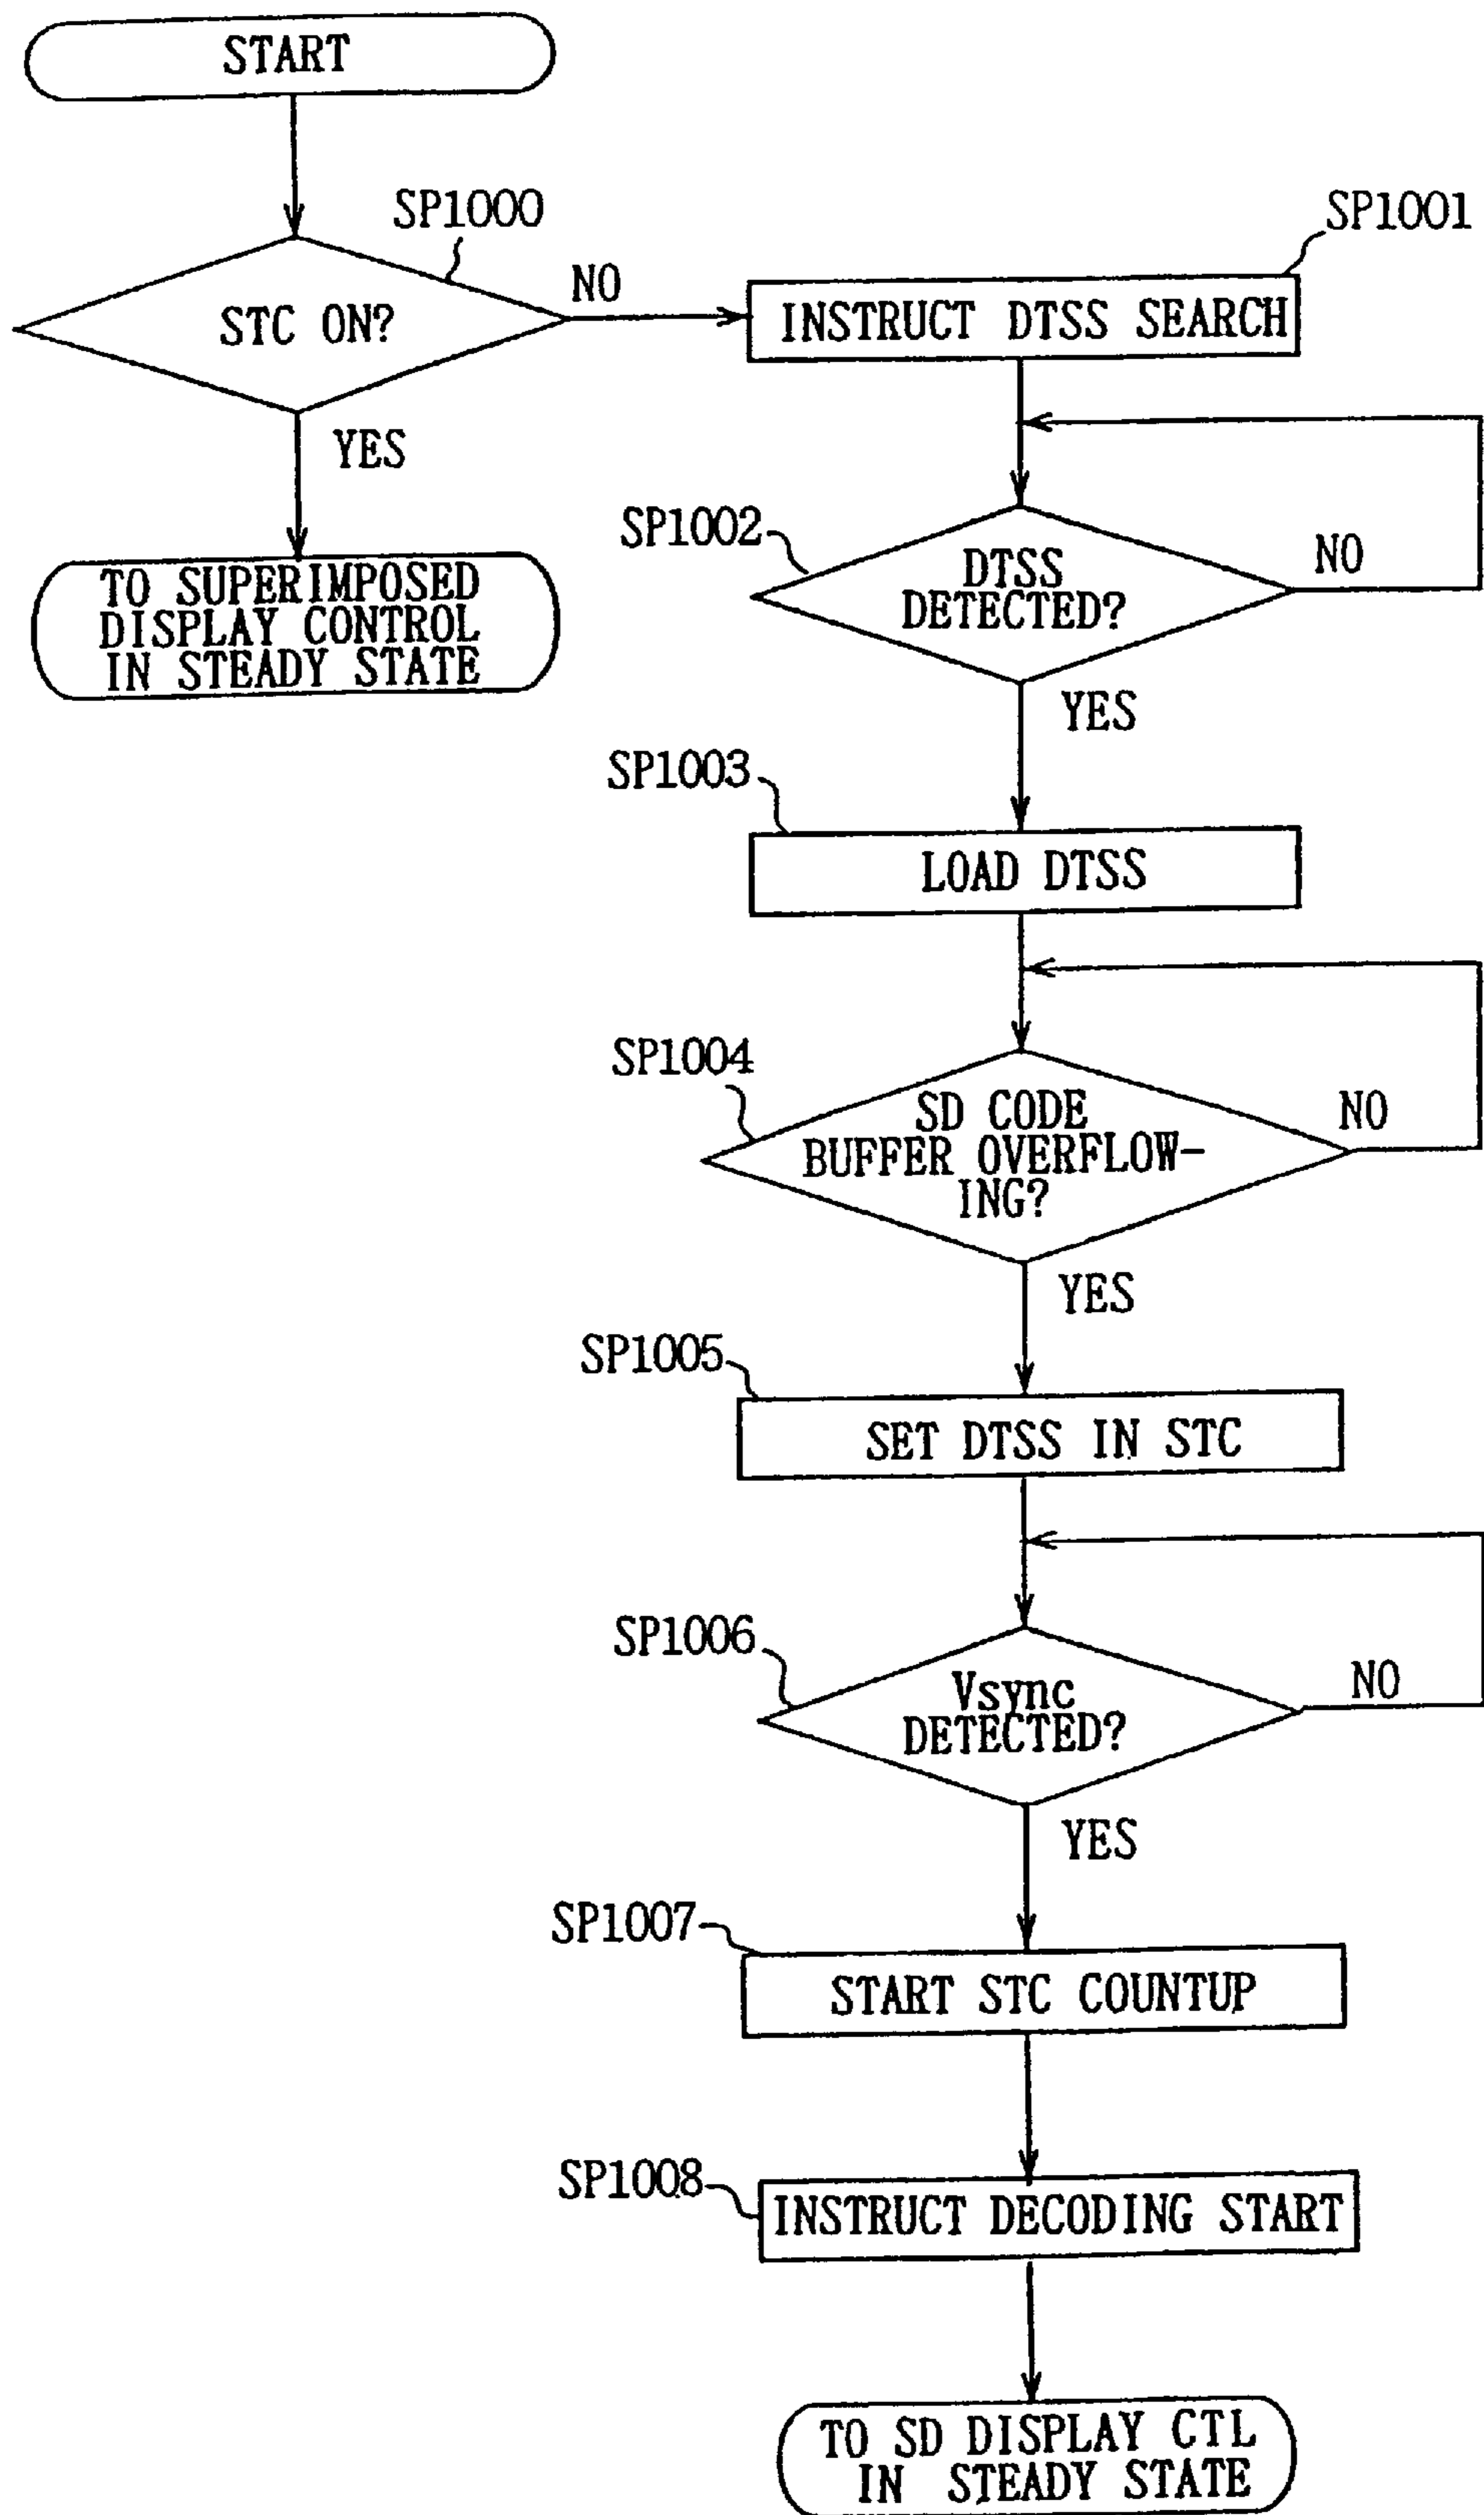 START
SP1000
STC ON?
NO
YES
TO SUPERIMPOSED
DISPLAY CONTROL
IN STEADY STATE
SP1001
INSTRUCT DTSS SEARCH
SP1002
DTSS
DETECTED?
NO
YES
SP1003
LOAD DTSS
SP1004
SD CODE
BUFFER OVERFLOW-
ING?
NO
YES
SP1005
SET DTSS IN STC
SP1006
Vsync
DETECTED?
NO
YES
SP1007
START STC COUNTUP
SP1008
INSTRUCT DECODING START
TO SD DISPLAY CTL
IN STEADY STATE